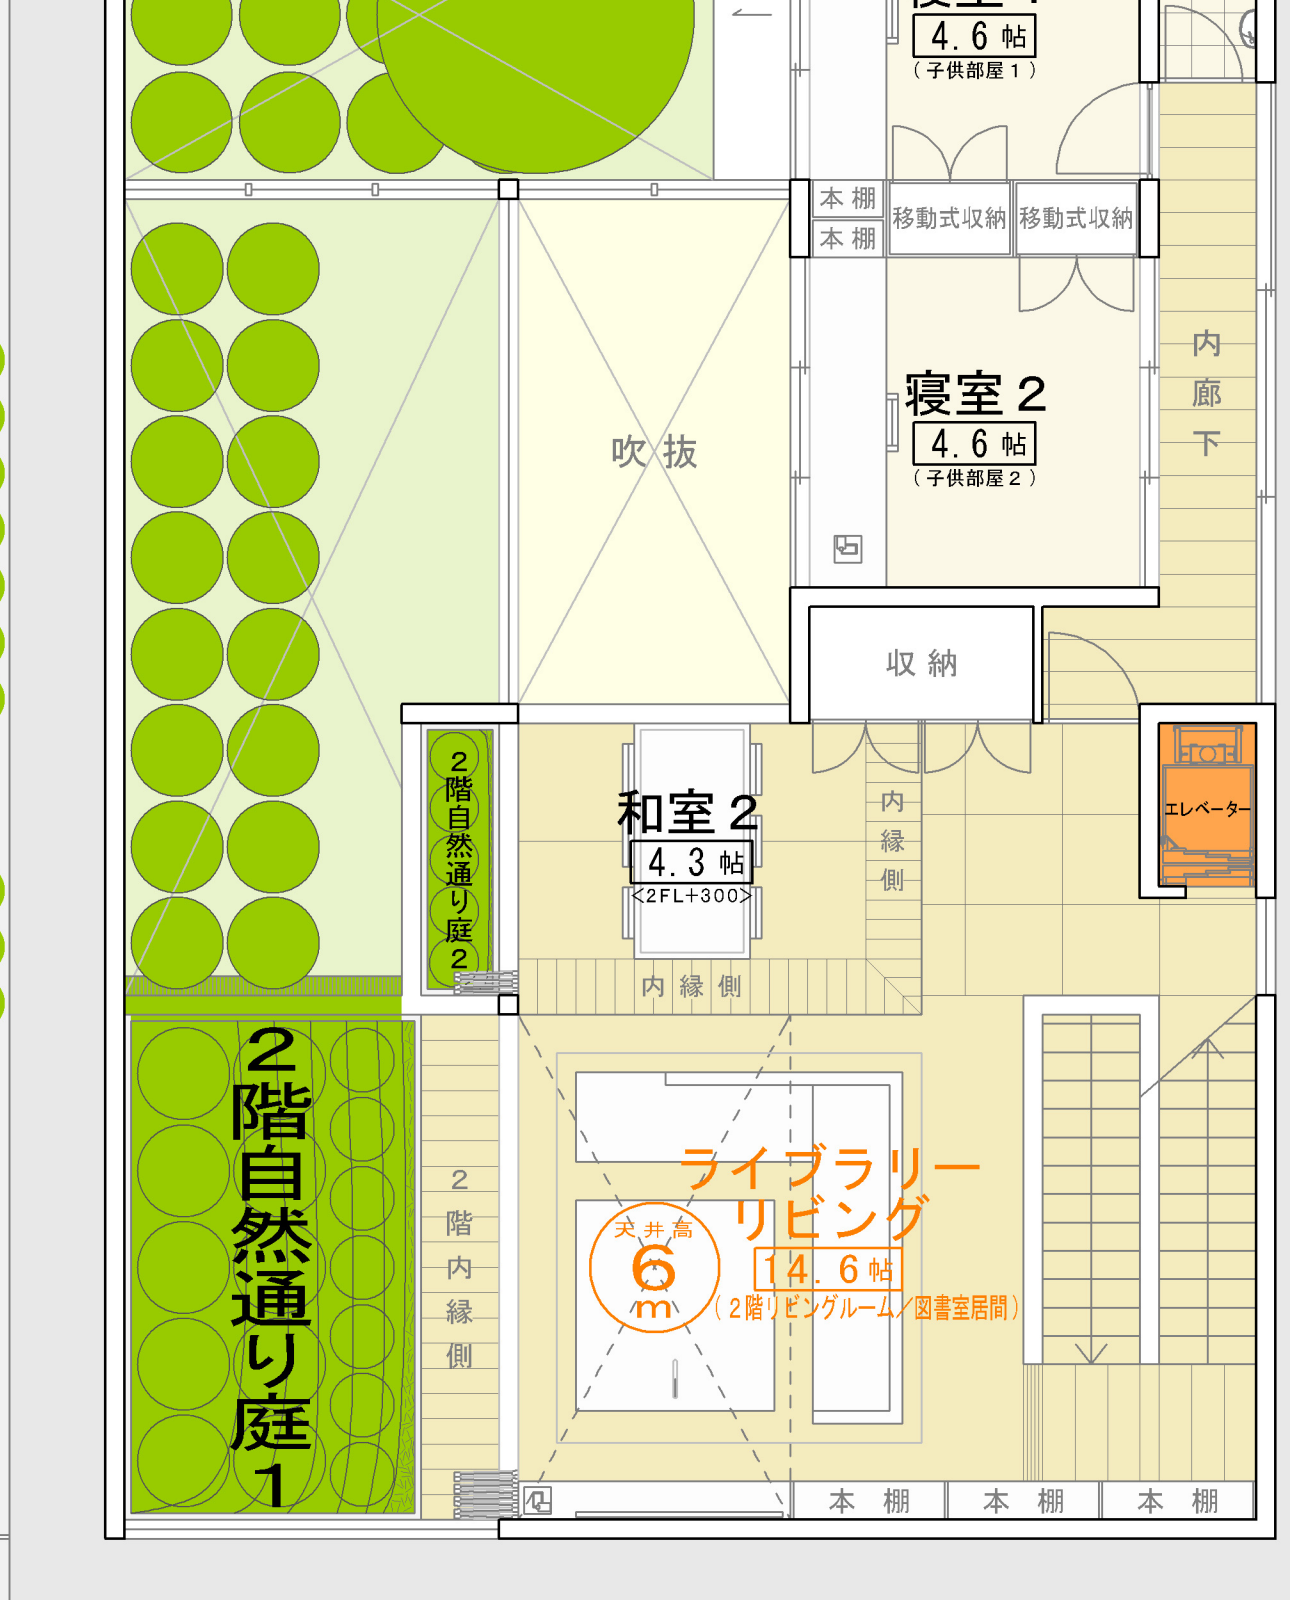 4.6帖
(子供部屋1)
本棚
本棚
移動式収納
移動式収納
内廊下
寝室2
4.6帖
(子供部屋2)
吹抜
収納
2階自然通り庭2
和室2
4.3帖
<2FL+300>
内縁側
内縁側
エレベーター
2階自然通り庭1
2階内縁側
ライブラリー
リビング
14.6帖
(2階リビングルーム/図書室居間)
天井高
6
m
本棚
本棚
本棚